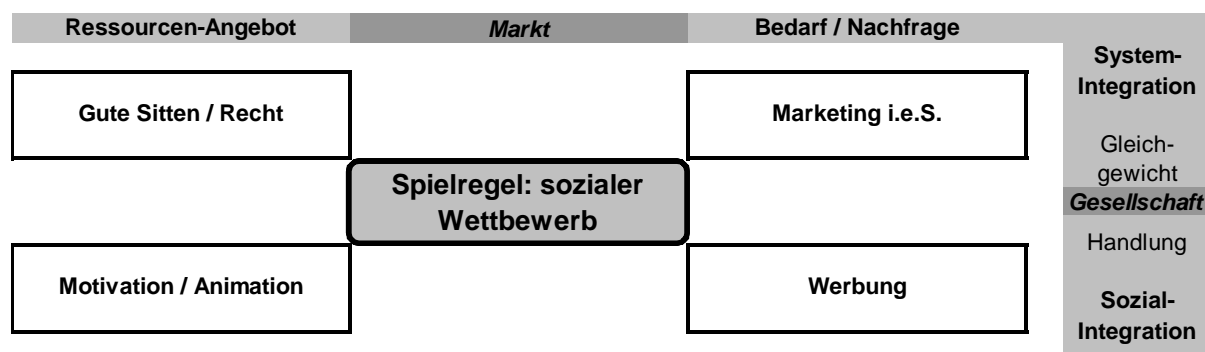 Ressourcen-Angebot Markt Bedarf / Nachfrage
System-
Integration
Gute Sitten / Recht Marketing i.e.S.
Gleich-
gewicht
Spielregel: sozialer
Wettbewerb
Gesellschaft
Handlung
Motivation / Animation Werbung
Sozial-
Integration